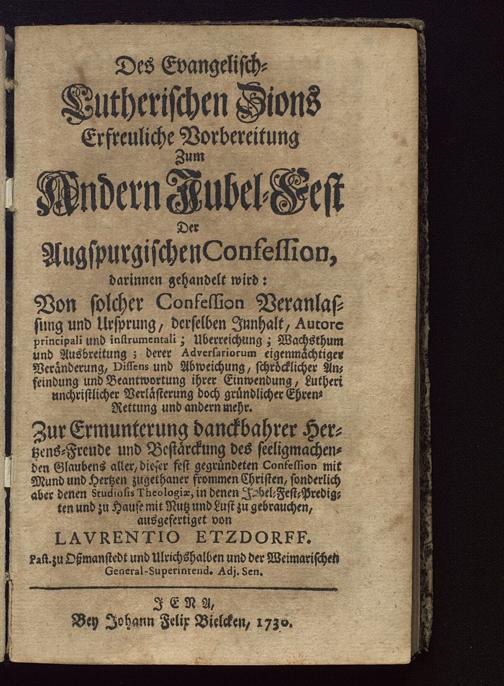 Des Evangelisch-
Lutherischen Zions
Erfreuliche Vorbereitung
Zum
Andern Jubel-Fest
Der
Augspurgischen Confession,
darinnen gehandelt wird:
Von solcher Confession Veranlas-
sung und Ursprung, derselben Innhalt, Autore
principali und instrumentali; Uberreichung; Wachsthum
und Ausbreitung; derer Adversariorum eigenmächtiger
Veränderung, Dissens und Abweichung, schröcklicher An-
feindung und Beantwortung ihrer Einwendung, Lutheri
unchristlicher Verlästerung doch gründlicher Ehren-
Rettung und andern mehr.
Zur Ermunterung danckbahrer Her-
tzens-Freude und Bestärckung des seeligmachen-
den Glaubens aller, dieser fest gegründeten Confession mit
Mund und Hertzen zugethaner frommen Christen, sonderlich
aber denen Studiosis Theologiæ, in denen Jubel-Fest-Predig-
ten und zu Hause mit Nutz und Lust zu gebrauchen,
ausgefertiget von
LAVRENTIO ETZDORFF.
Past. zu Oßmanstedt und Ulrichshalben und der Weimarischen
General-Superintend. Adj. Sen.
JENA,
Bey Johann Felix Bielcken, 1730.